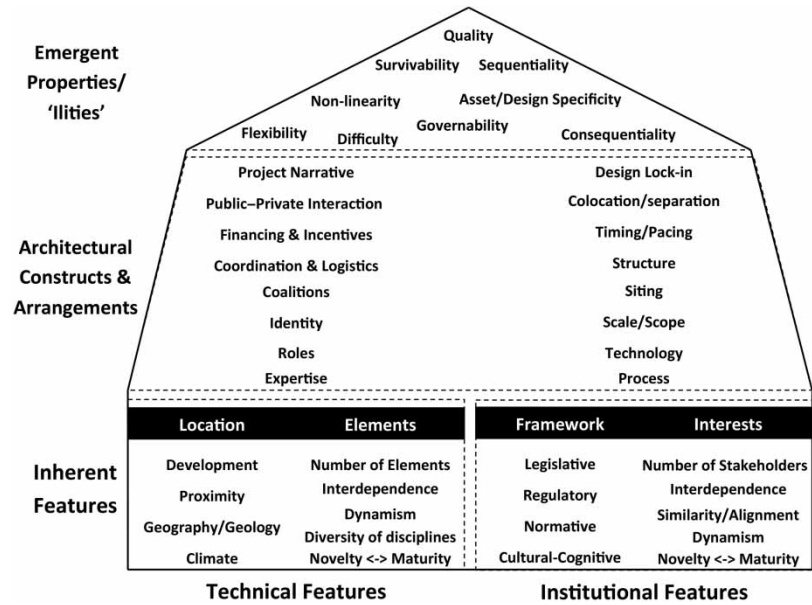 Emergent
Properties/
'Ilities'
Quality
Survivability
Sequentiality
Non-linearity
Asset/Design Specificity
Flexibility
Difficulty
Governability
Consequentiality
Architectural
Constructs &
Arrangements
Project Narrative
Design Lock-in
Public–Private Interaction
Colocation/separation
Financing & Incentives
Timing/Pacing
Coordination & Logistics
Structure
Coalitions
Siting
Identity
Scale/Scope
Roles
Technology
Expertise
Process
Inherent
Features
Location
Elements
Framework
Interests
Development
Number of Elements
Legislative
Number of Stakeholders
Proximity
Interdependence
Regulatory
Interdependence
Geography/Geology
Dynamism
Normative
Similarity/Alignment
Diversity of disciplines
Dynamism
Climate
Novelty <-> Maturity
Cultural-Cognitive
Novelty <-> Maturity
Technical Features
Institutional Features